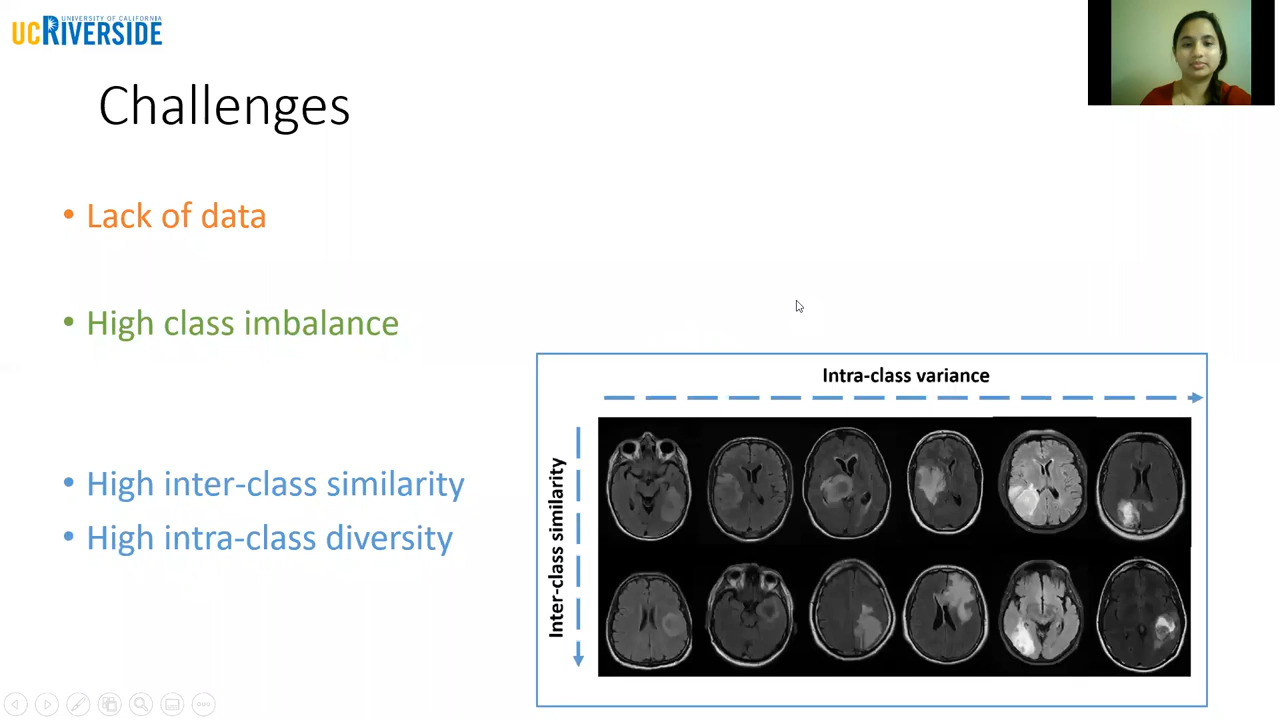 UNIVERSITY OF CALIFORNIA
UCRIVERSIDE
Challenges
• Lack of data
• High class imbalance
• High inter-class similarity
• High intra-class diversity
Intra-class variance
Inter-class similarity